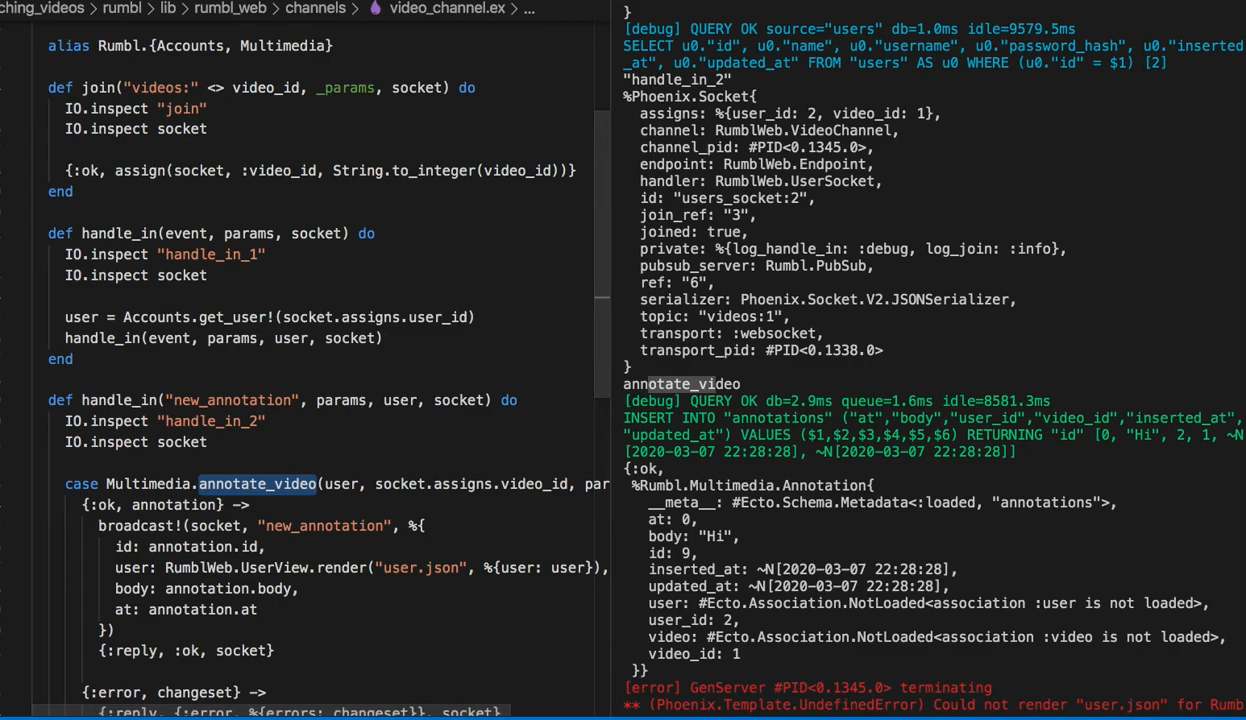 ching_videos > rumbl > lib > rumbl_web > channels > video_channel.ex > ...
alias Rumbl.{Accounts, Multimedia}
def join("videos:" <> video_id, _params, socket) do
IO.inspect "join"
IO.inspect socket
{:ok, assign(socket, :video_id, String.to_integer(video_id))}
end
def handle_in(event, params, socket) do
IO.inspect "handle_in_1"
IO.inspect socket
user = Accounts.get_user!(socket.assigns.user_id)
handle_in(event, params, user, socket)
end
def handle_in("new_annotation", params, user, socket) do
IO.inspect "handle_in_2"
IO.inspect socket
case Multimedia.annotate_video(user, socket.assigns.video_id, par
{:ok, annotation} ->
broadcast!(socket, "new_annotation", %{
id: annotation.id,
user: RumblWeb.UserView.render("user.json", %{user: user}),
body: annotation.body,
at: annotation.at
})
{:reply, :ok, socket}
{:error, changeset} ->
{:reply, {:error, %{errors: changeset}}, socket}
}
[debug] QUERY OK source="users" db=1.0ms idle=9579.5ms
SELECT u0."id", u0."name", u0."username", u0."password_hash", u0."inserted
_at", u0."updated_at" FROM "users" AS u0 WHERE (u0."id" = $1) [2]
"handle_in_2"
%Phoenix.Socket{
assigns: %{user_id: 2, video_id: 1},
channel: RumblWeb.VideoChannel,
channel_pid: #PID<0.1345.0>,
endpoint: RumblWeb.Endpoint,
handler: RumblWeb.UserSocket,
id: "users_socket:2",
join_ref: "3",
joined: true,
private: %{log_handle_in: :debug, log_join: :info},
pubsub_server: Rumbl.PubSub,
ref: "6",
serializer: Phoenix.Socket.V2.JSONSerializer,
topic: "videos:1",
transport: :websocket,
transport_pid: #PID<0.1338.0>
}
annotate_video
[debug] QUERY OK db=2.9ms queue=1.6ms idle=8581.3ms
INSERT INTO "annotations" ("at","body","user_id","video_id","inserted_at",
"updated_at") VALUES ($1,$2,$3,$4,$5,$6) RETURNING "id" [0, "Hi", 2, 1, ~N
[2020-03-07 22:28:28], ~N[2020-03-07 22:28:28]]
{:ok,
%Rumbl.Multimedia.Annotation{
__meta__: #Ecto.Schema.Metadata<:loaded, "annotations">,
at: 0,
body: "Hi",
id: 9,
inserted_at: ~N[2020-03-07 22:28:28],
updated_at: ~N[2020-03-07 22:28:28],
user: #Ecto.Association.NotLoaded<association :user is not loaded>,
user_id: 2,
video: #Ecto.Association.NotLoaded<association :video is not loaded>,
video_id: 1
}}
[error] GenServer #PID<0.1345.0> terminating
** (Phoenix.Template.UndefinedError) Could not render "user.json" for Rumb